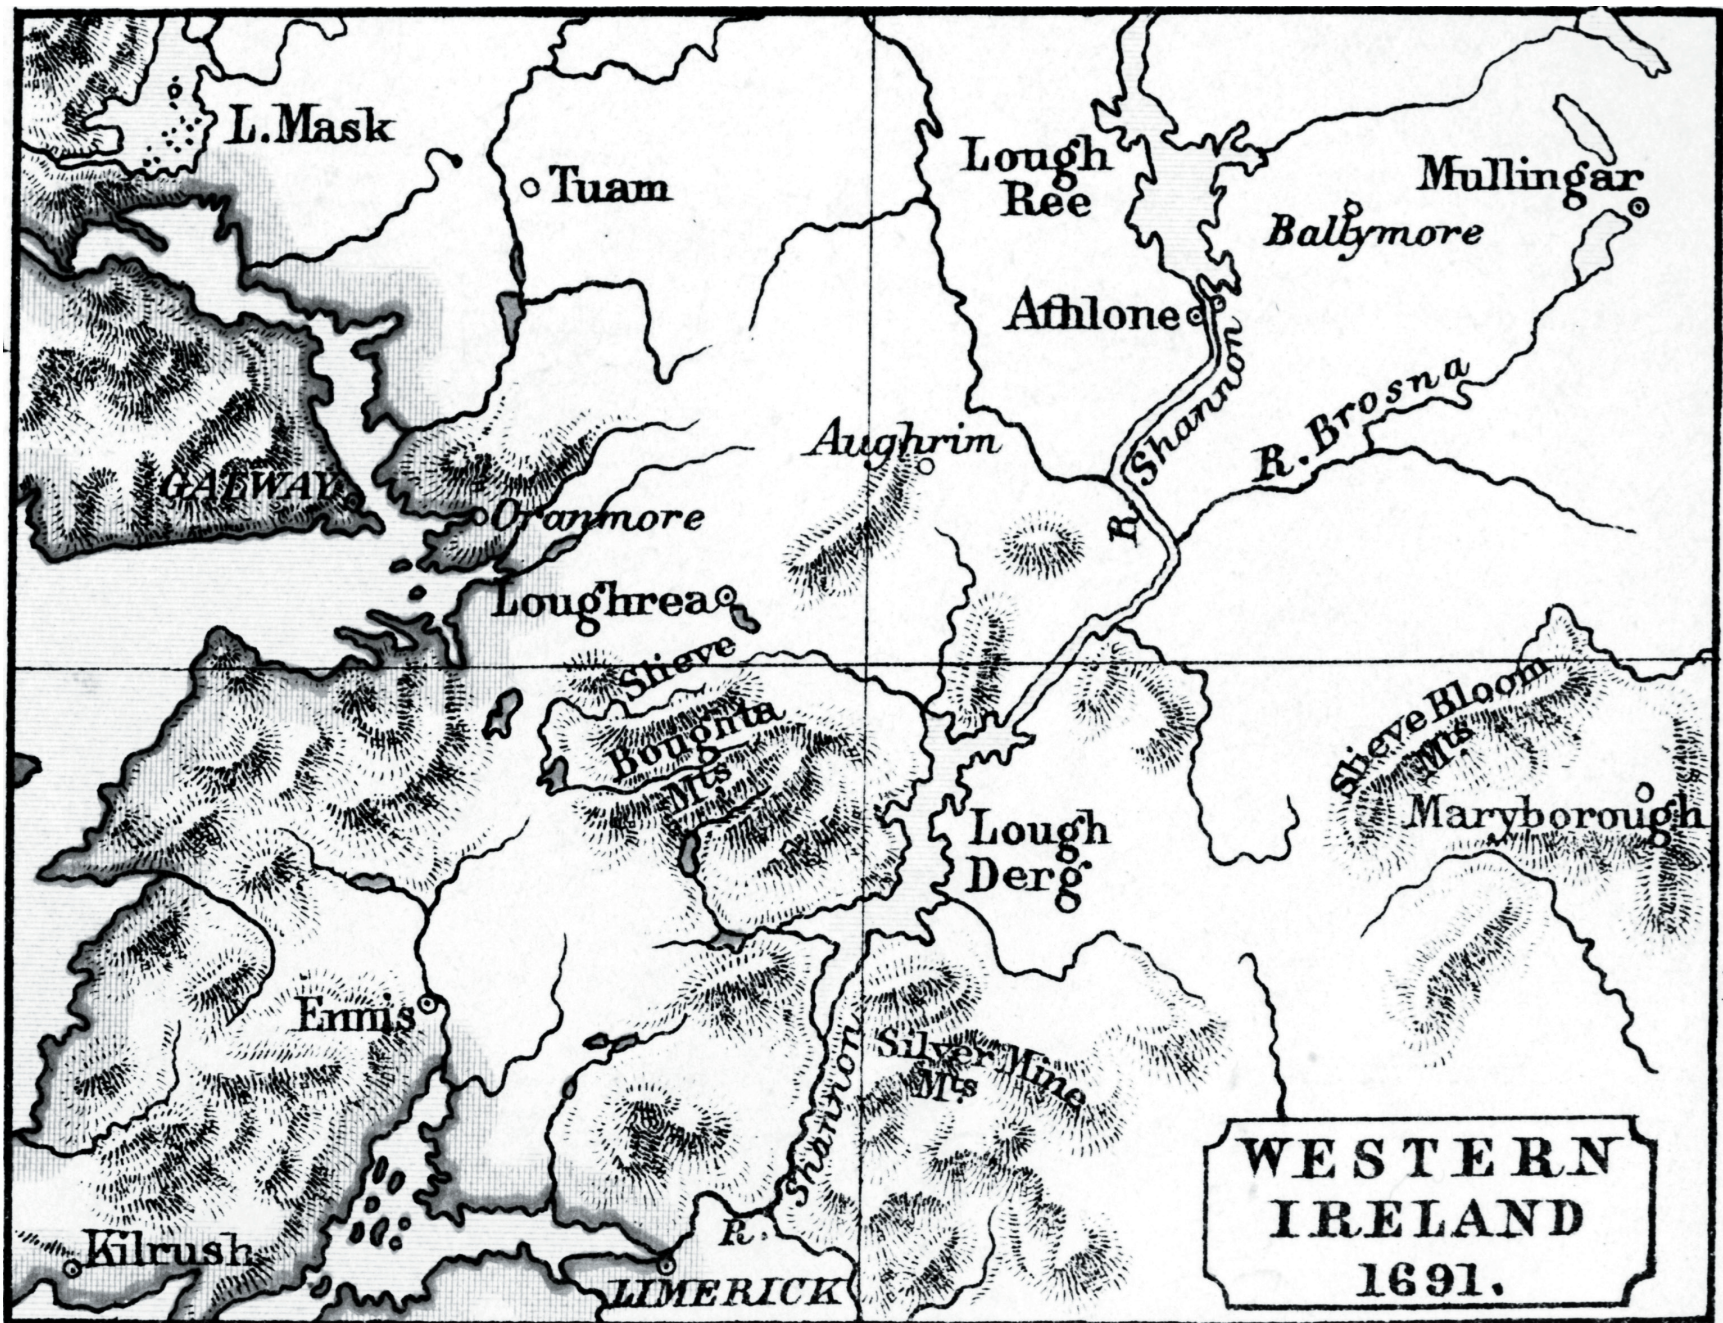 L. Mask
Tuam
Lough
Ree
Mullingar
Ballymore
Athlone
R. Shannon
R. Brosna
Aughrim
GALWAY
Oranmore
Loughrea
Slieve
Boughta
Mts
Slieve Bloom
Mts
Maryborough
Lough
Derg
Ennis
Silver Mine
Mts
R. Shannon
Kilrush
LIMERICK
WESTERN
IRELAND
1691.